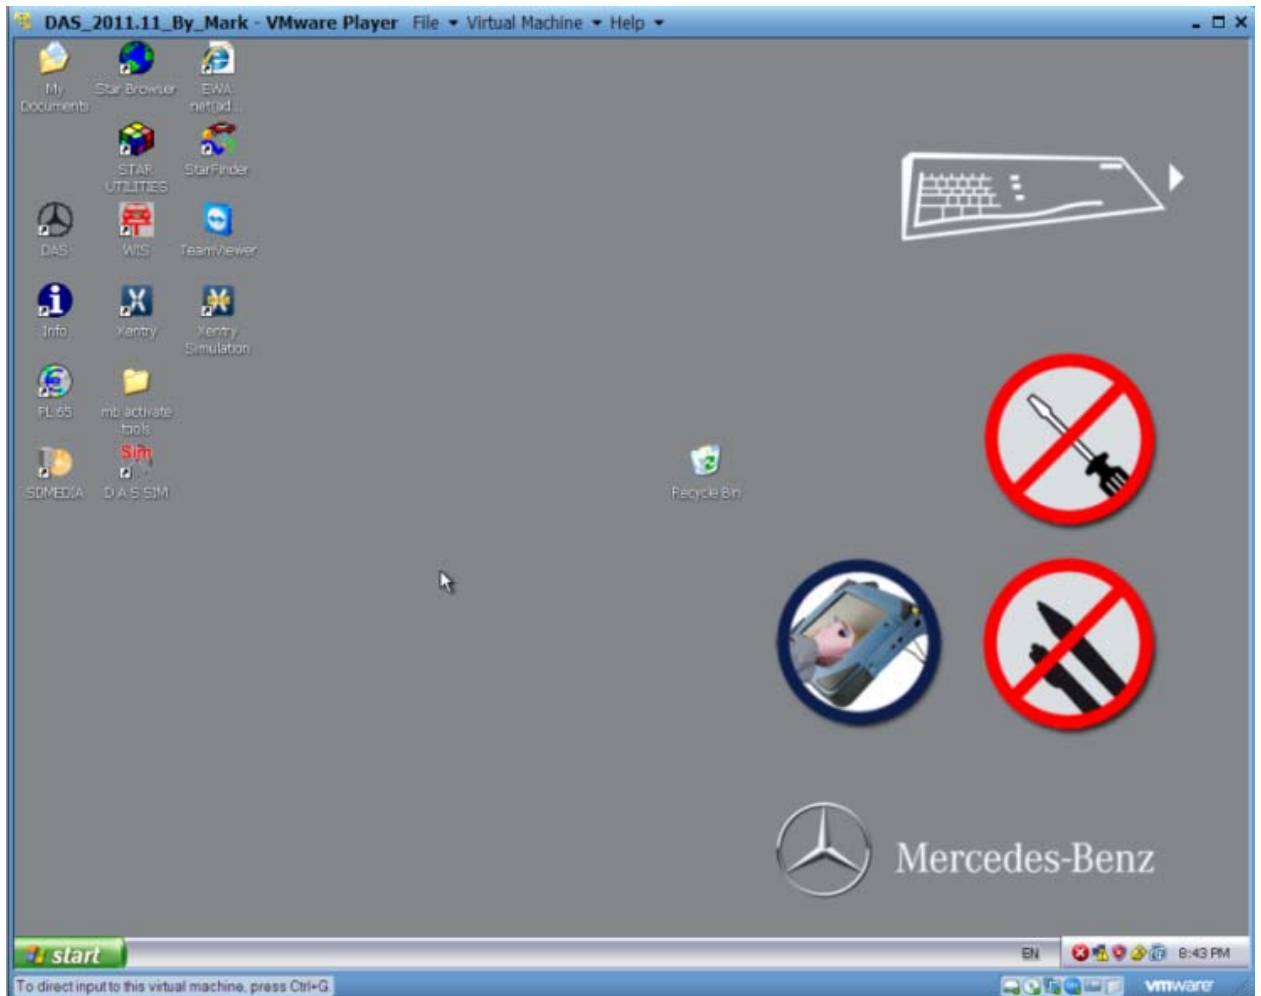 DAS_2011.11_By_Mark - VMware Player File Virtual Machine Help
My Documents
Star Browser
EWA net(ad...
STAR UTILITIES
StarFinder
DAS
WIS
TeamViewer
Info
Xentry
Xentry Simulation
PL 65
mb activate tools
Sim
SDMEDIA
D A S SIM
Recycle Bin
Mercedes-Benz
start
EN
8:43 PM
To direct input to this virtual machine, press Ctrl+G.
vmware